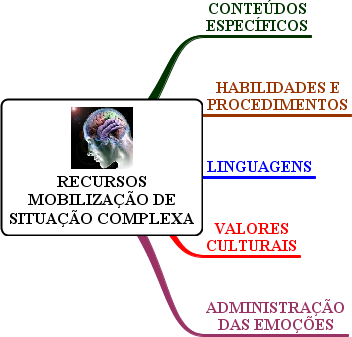 CONTEÚDOS
ESPECÍFICOS
HABILIDADES E
PROCEDIMENTOS
RECURSOS
MOBILIZAÇÃO DE
SITUAÇÃO COMPLEXA
LINGUAGENS
VALORES
CULTURAIS
ADMINISTRAÇÃO
DAS EMOÇÕES